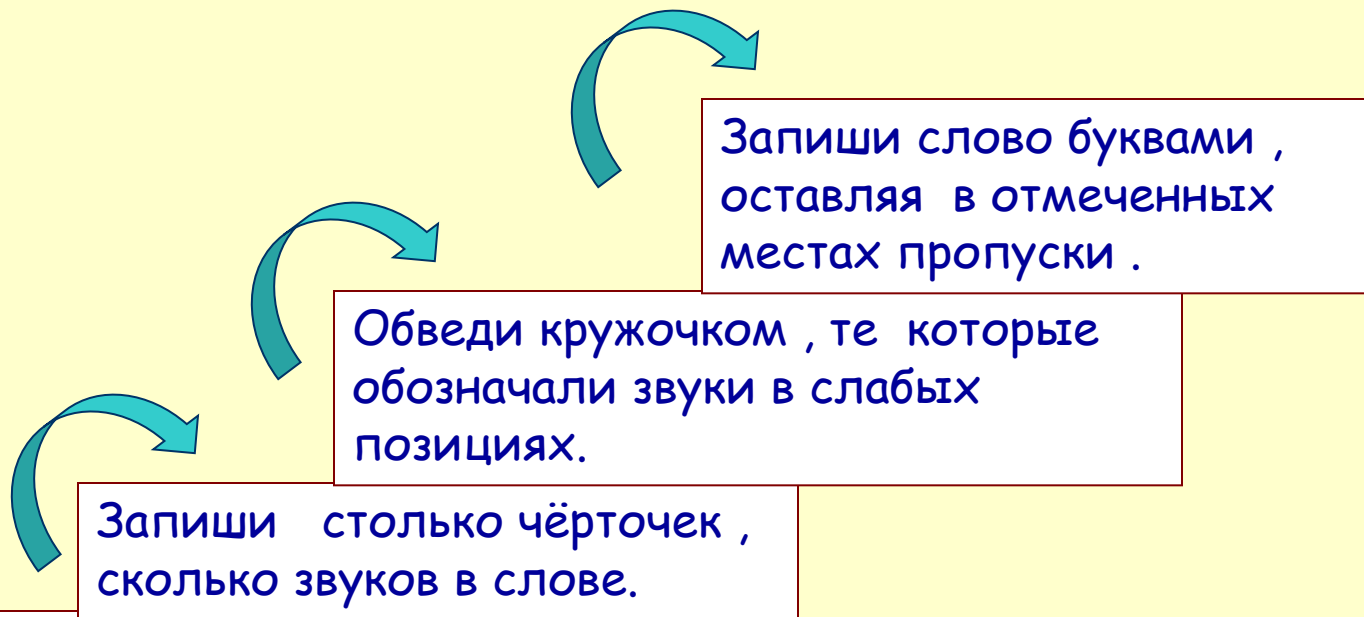 Запиши слово буквами ,
оставляя в отмеченных
местах пропуски .
Обведи кружочком , те которые
обозначали звуки в слабых
позициях.
Запиши столько чёрточек ,
сколько звуков в слове.